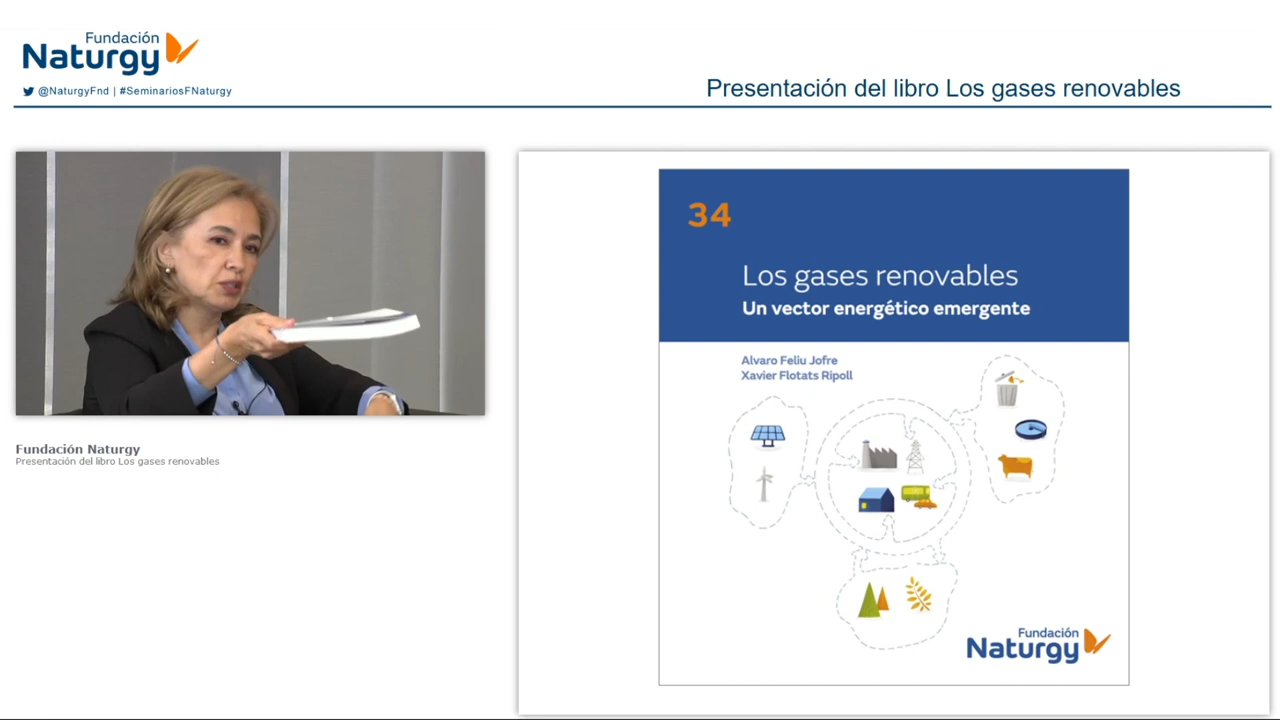 Fundación
Naturgy
@NaturgyFnd | #SeminariosFNaturgy
Presentación del libro Los gases renovables
Fundación Naturgy
Presentación del libro Los gases renovables
34
Los gases renovables
Un vector energético emergente
Alvaro Feliu Jofre
Xavier Flotats Ripoll
Fundación
Naturgy